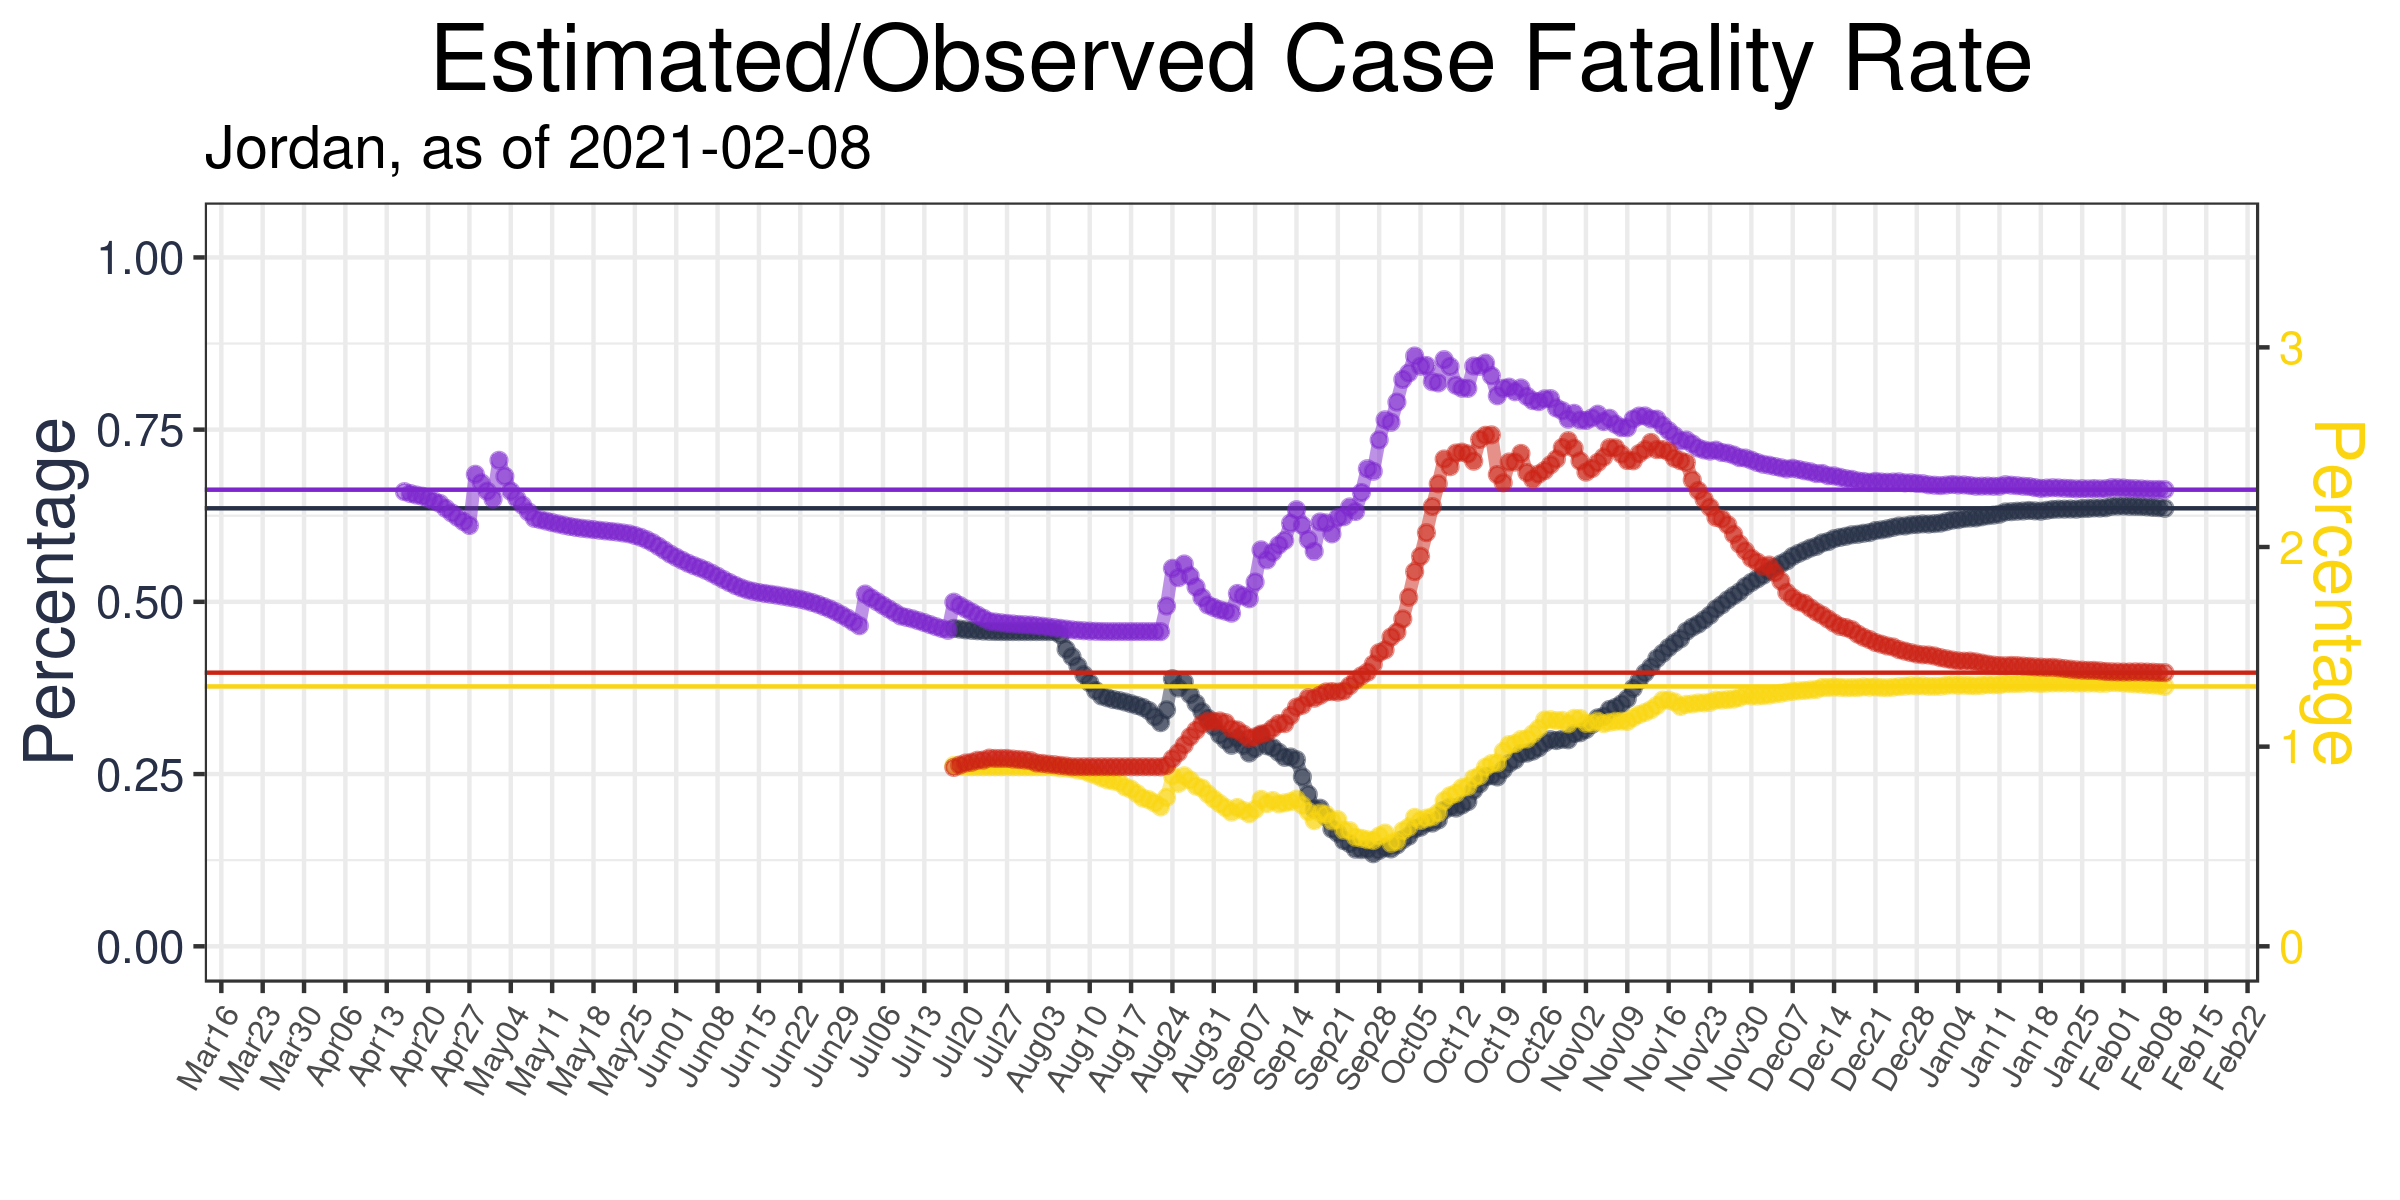 Estimated/Observed Case Fatality Rate
Jordan, as of 2021-02-08
Percentage
1.00
0.75
0.50
0.25
0.00
3
2
1
0
Percentage
Mar16
Mar23
Mar30
Apr06
Apr13
Apr20
Apr27
May04
May11
May18
May25
Jun01
Jun08
Jun15
Jun22
Jun29
Jul06
Jul13
Jul20
Jul27
Aug03
Aug10
Aug17
Aug24
Aug31
Sep07
Sep14
Sep21
Sep28
Oct05
Oct12
Oct19
Oct26
Nov02
Nov09
Nov16
Nov23
Nov30
Dec07
Dec14
Dec21
Dec28
Jan04
Jan11
Jan18
Jan25
Feb01
Feb08
Feb15
Feb22